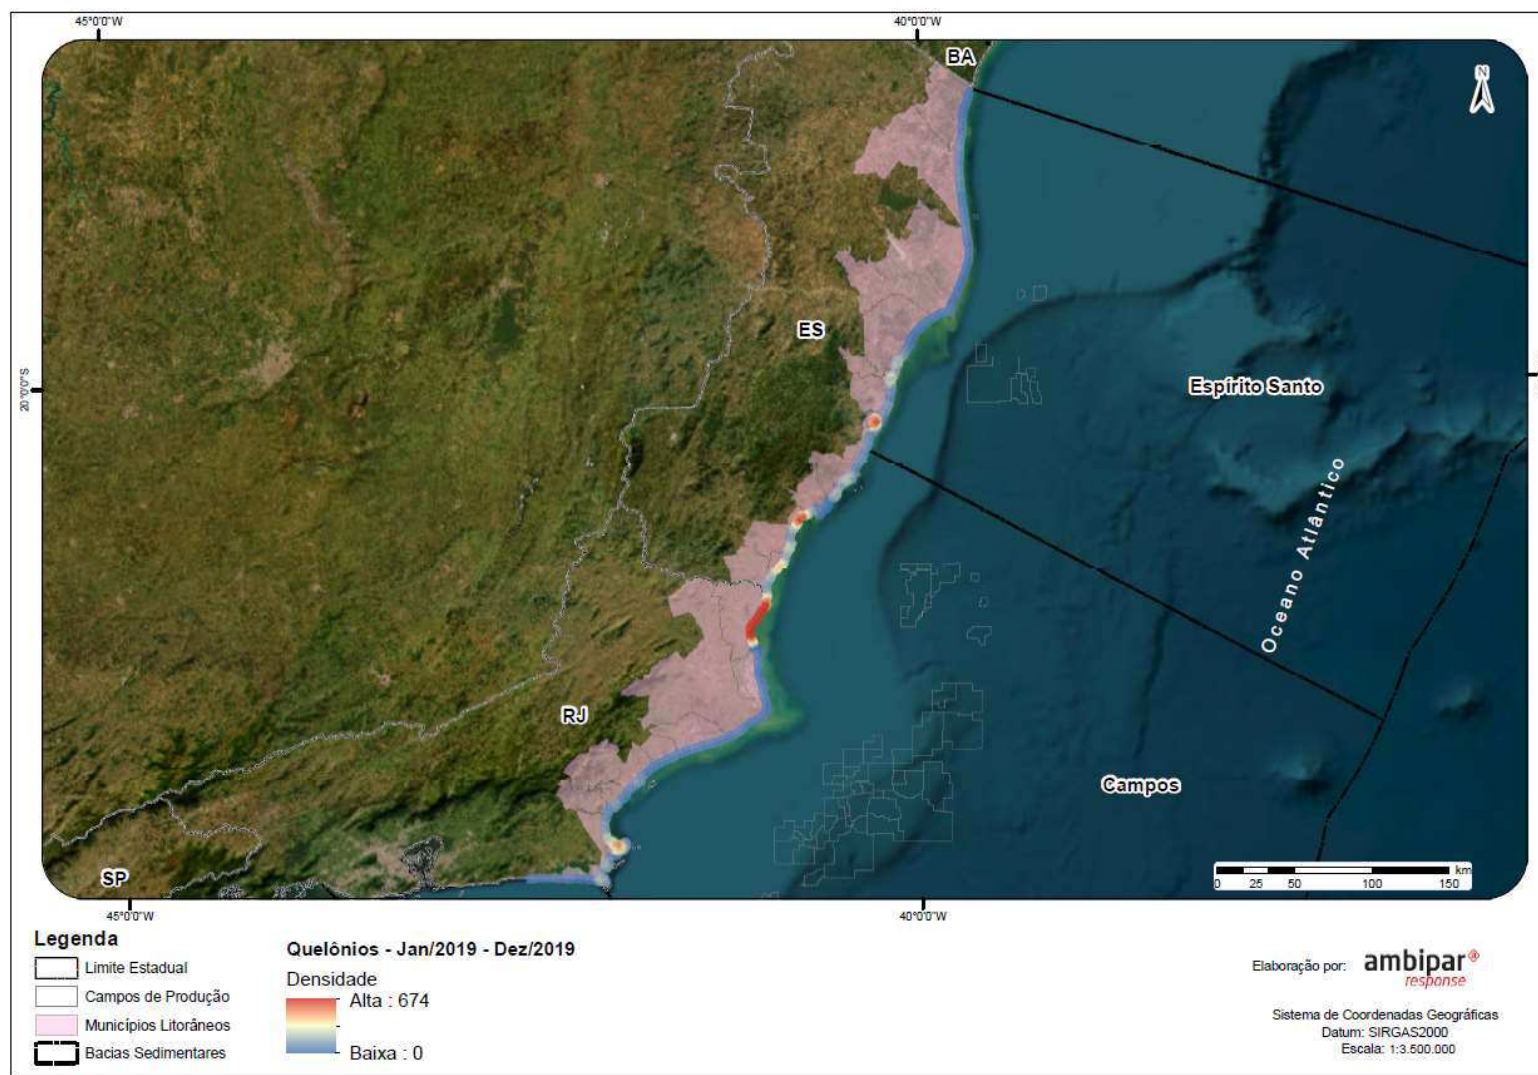 45°0'0"W
40°0'0"W
BA
N
ES
20°0'0"S
Espírito Santo
Oceano Atlântico
RJ
Campos
SP
km
0 25 50 100 150
45°0'0"W
40°0'0"W
Legenda
Limite Estadual
Campos de Produção
Municípios Litorâneos
Bacias Sedimentares
Quelônios - Jan/2019 - Dez/2019
Densidade
Alta : 674
Baixa : 0
Elaboração por:
ambipar
response
Sistema de Coordenadas Geográficas
Datum: SIRGAS2000
Escala: 1:3.500.000